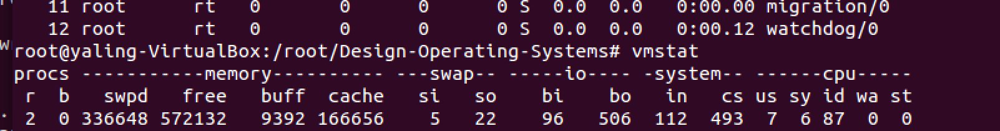 11 root rt 0 0 0 0 S 0.0 0.0 0:00.00 migration/0
12 root rt 0 0 0 0 S 0.0 0.0 0:00.12 watchdog/0
root@yaling-VirtualBox:/root/Design-Operating-Systems# vmstat
procs -----------memory---------- ---swap-- -----io---- -system-- ------cpu-----
r b swpd free buff cache si so bi bo in cs us sy id wa st
2 0 336648 572132 9392 166656 5 22 96 506 112 493 7 6 87 0 0